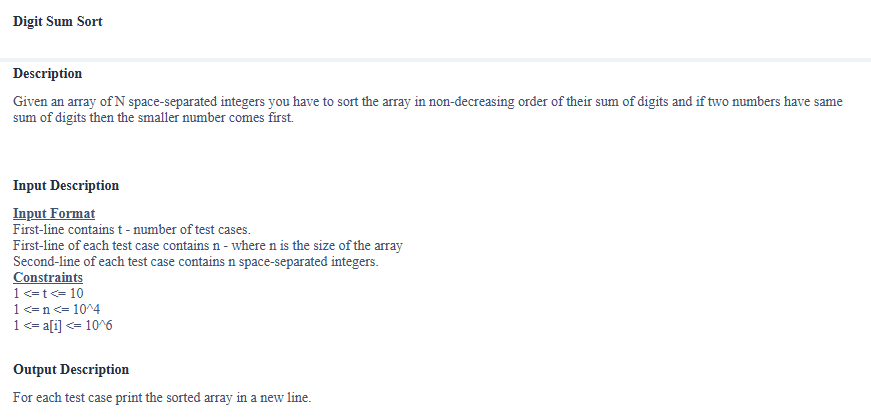 Digit Sum Sort
Description
Given an array of N space-separated integers you have to sort the array in non-decreasing order of their sum of digits and if two numbers have same
sum of digits then the smaller number comes first.
Input Description
Input Format
First-line contains t - number of test cases.
First-line of each test case contains n - where n is the size of the array
Second-line of each test case contains n space-separated integers.
Constraints
1 <= t <= 10
1 <= n <= 10^4
1 <= a[i] <= 10^6
Output Description
For each test case print the sorted array in a new line.